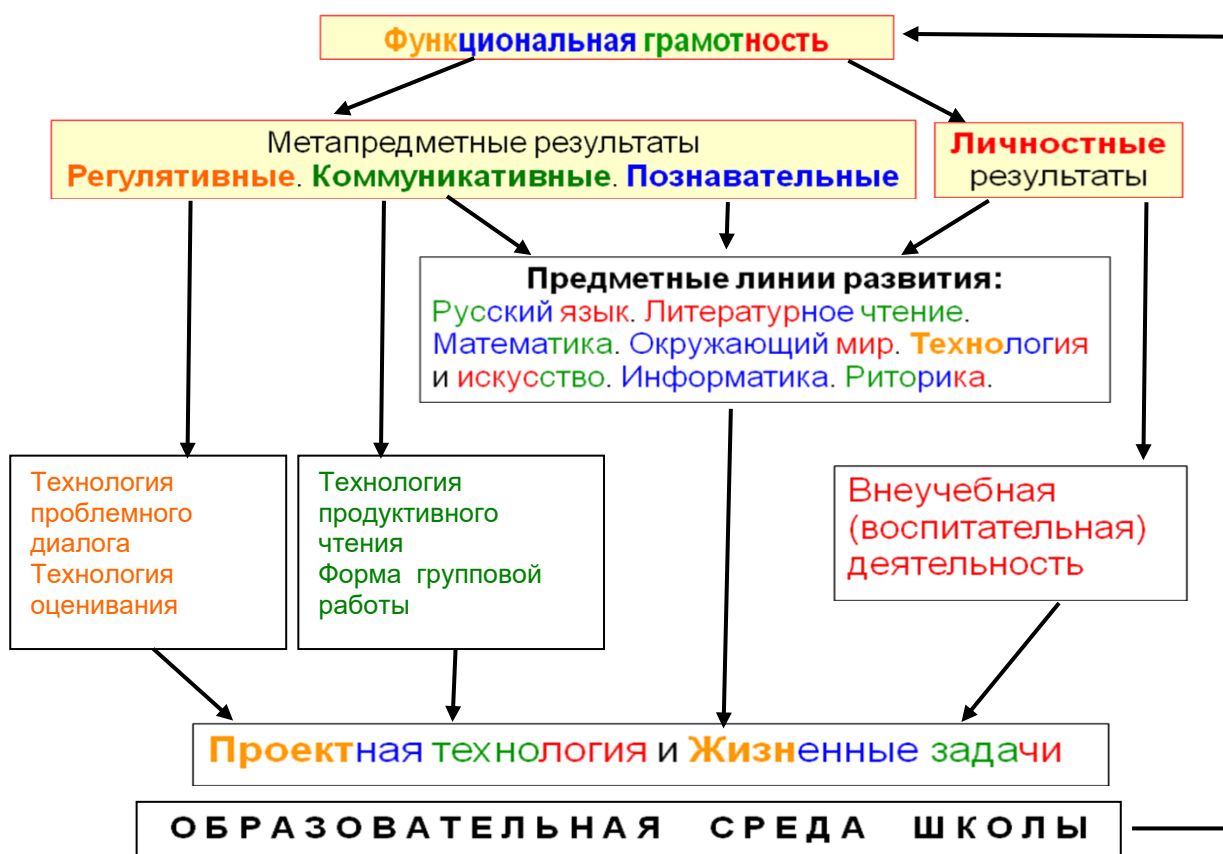 Функциональная грамотность
Метапредметные результаты
Регулятивные. Коммуникативные. Познавательные
Личностные
результаты
Предметные линии развития:
Русский язык. Литературное чтение.
Математика. Окружающий мир. Технология
и искусство. Информатика. Риторика.
Технология
проблемного
диалога
Технология
оценивания
Технология
продуктивного
чтения
Форма групповой
работы
Внеучебная
(воспитательная)
деятельность
Проектная технология и Жизненные задачи
ОБРАЗОВАТЕЛЬНАЯ СРЕДА ШКОЛЫ